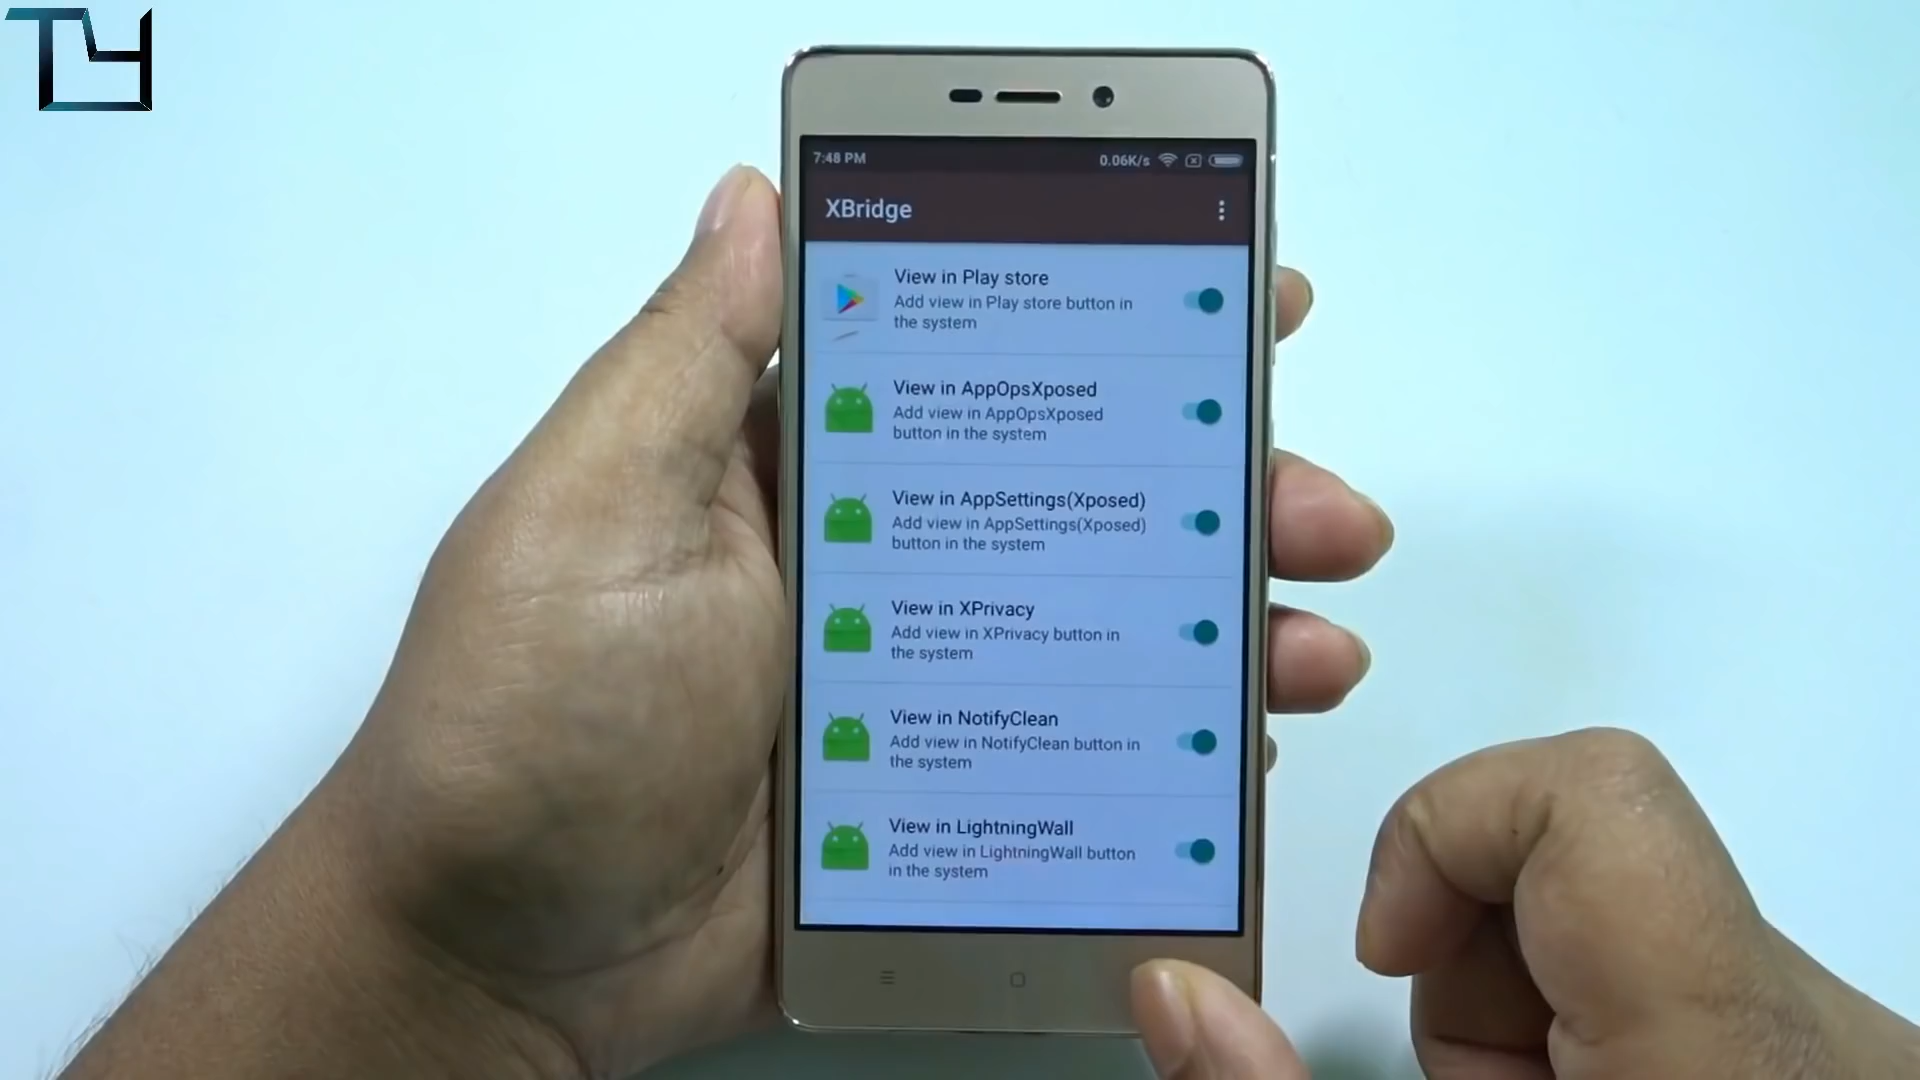 TY
7:48 PM
0.06K/s
XBridge
View in Play store
Add view in Play store button in
the system
View in AppOpsXposed
Add view in AppOpsXposed
button in the system
View in AppSettings(Xposed)
Add view in AppSettings(Xposed)
button in the system
View in XPrivacy
Add view in XPrivacy button in
the system
View in NotifyClean
Add view in NotifyClean button in
the system
View in LightningWall
Add view in LightningWall button
in the system